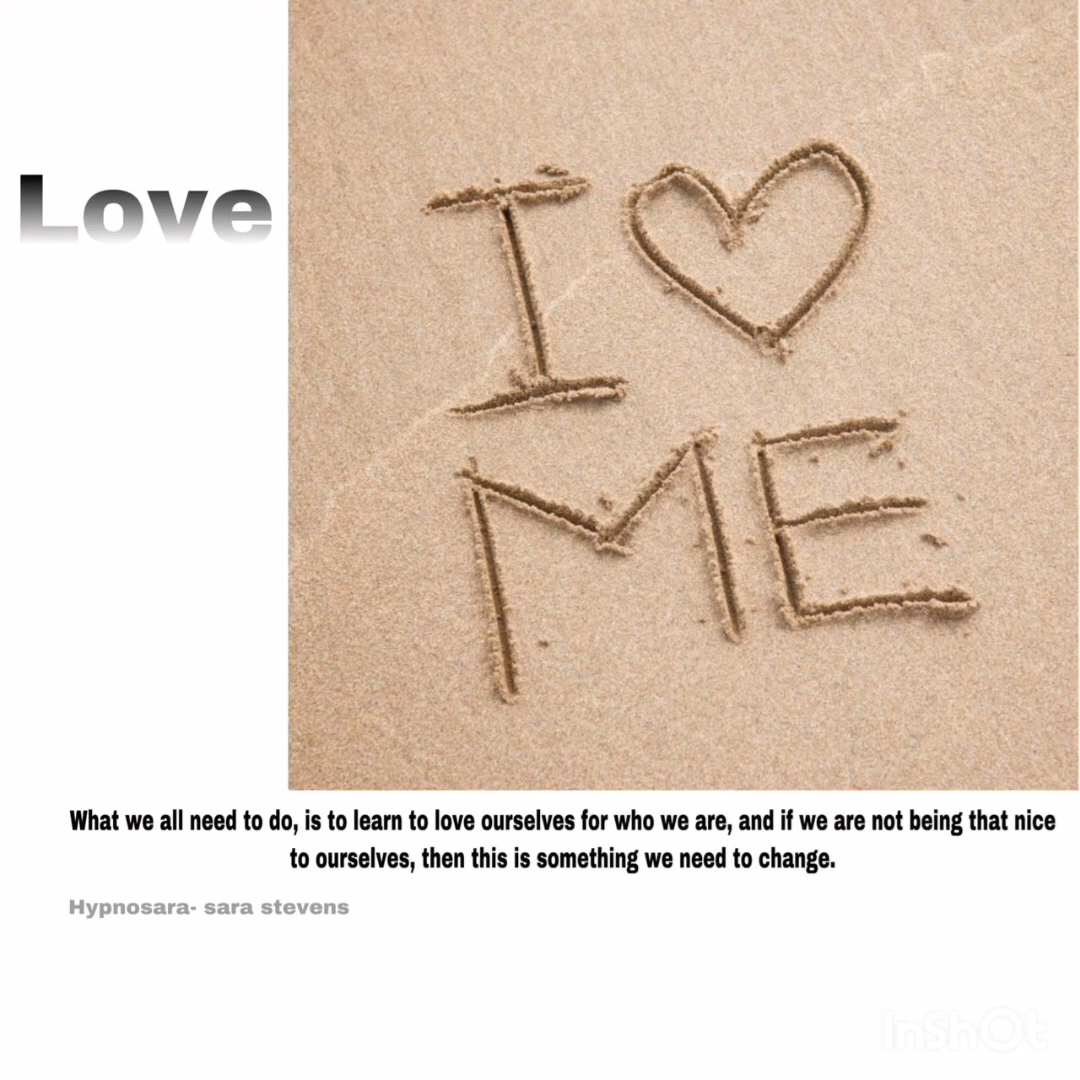 Love
I ♡
ME
What we all need to do, is to learn to love ourselves for who we are, and if we are not being that nice
to ourselves, then this is something we need to change.
Hypnosara- sara stevens
InShOt